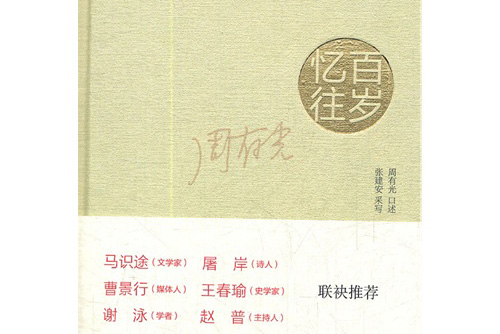 百岁
忆往
周有光
周有光 口述
张建安 采写
马识途（文学家） 屠 岸（诗人）
曹景行（媒体人） 王春瑜（史学家） 联袂推荐
谢 泳（学者） 赵 普（主持人）